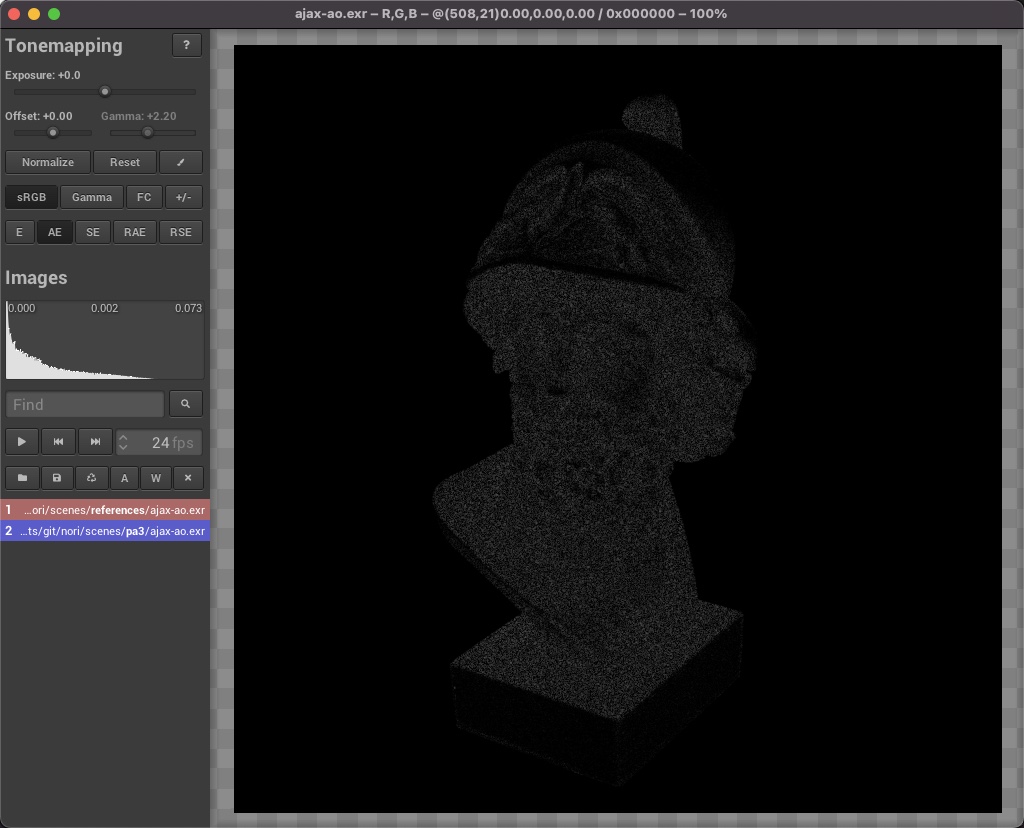 ajax-ao.exr – R,G,B – @(508,21)0.00,0.00,0.00 / 0x000000 – 100%
Tonemapping ?
Exposure: +0.0
Offset: +0.00 Gamma: +2.20
Normalize Reset
sRGB Gamma FC +/-
E AE SE RAE RSE
Images
0.000 0.002 0.073
Find
24 fps
A W
1 ...ori/scenes/references/ajax-ao.exr
2 ...ts/git/nori/scenes/pa3/ajax-ao.exr